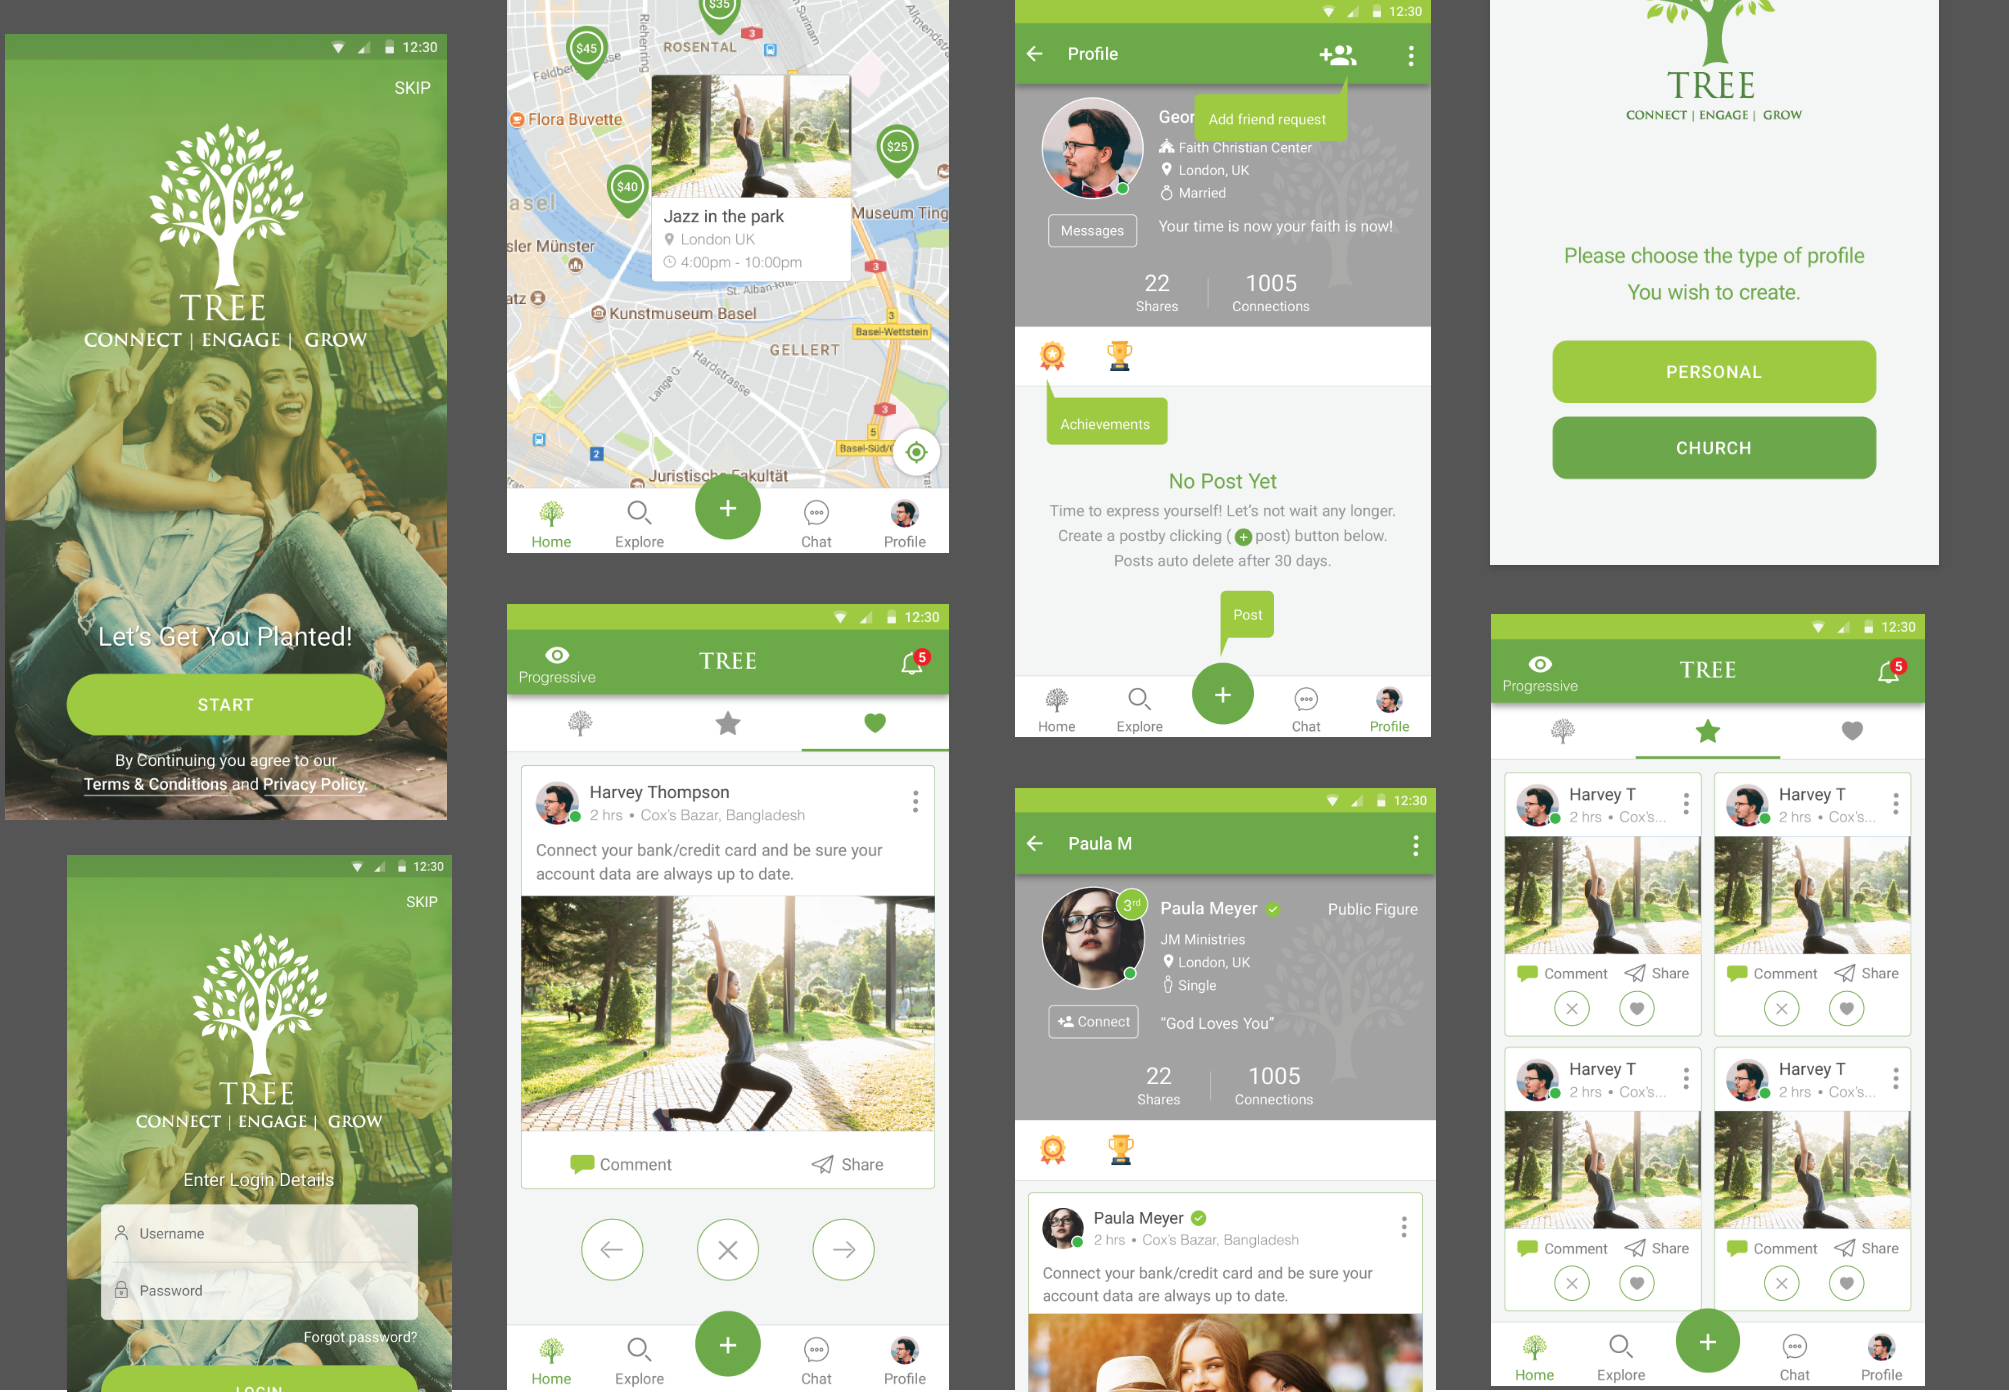 12:30
SKIP
TREE
CONNECT | ENGAGE | GROW
Let's Get You Planted!
START
By Continuing you agree to our
Terms & Conditions and Privacy Policy.
12:30
SKIP
TREE
CONNECT | ENGAGE | GROW
Enter Login Details
Username
Password
Forgot password?
LOGIN
$35
$45
ROSENTAL
3
Riehenring
Flora Buvette
$25
$40
asel
Museum Ting
sler Münster
Jazz in the park
London UK
4:00pm - 10:00pm
3
St. Alban-Rhe
atz
Kunstmuseum Basel
3
Basel-Wettstein
GELLERT
Hardstrasse
Lange G
3
5
Basel-Süd/
2
Juristische Fakultät
+
Home
Explore
Chat
Profile
12:30
Progressive
TREE
5
Harvey Thompson
2 hrs • Cox's Bazar, Bangladesh
Connect your bank/credit card and be sure your
account data are always up to date.
Comment
Share
+
Home
Explore
Chat
Profile
12:30
Profile
Add friend request
Geor
Faith Christian Center
London, UK
Married
Messages
Your time is now your faith is now!
22
1005
Shares
Connections
Achievements
No Post Yet
Time to express yourself! Let's not wait any longer.
Create a postby clicking ( + post) button below.
Posts auto delete after 30 days.
Post
+
Home
Explore
Chat
Profile
12:30
Paula M
3rd
Paula Meyer
Public Figure
JM Ministries
London, UK
Single
Connect
“God Loves You”
22
1005
Shares
Connections
Paula Meyer
2 hrs • Cox's Bazar, Bangladesh
Connect your bank/credit card and be sure your
account data are always up to date.
TREE
CONNECT | ENGAGE | GROW
Please choose the type of profile
You wish to create.
PERSONAL
CHURCH
12:30
Progressive
TREE
5
Harvey T
2 hrs • Cox's...
Comment
Share
Harvey T
2 hrs • Cox's...
Comment
Share
Harvey T
2 hrs • Cox's...
Comment
Share
Harvey T
2 hrs • Cox's...
Comment
Share
+
Home
Explore
Chat
Profile